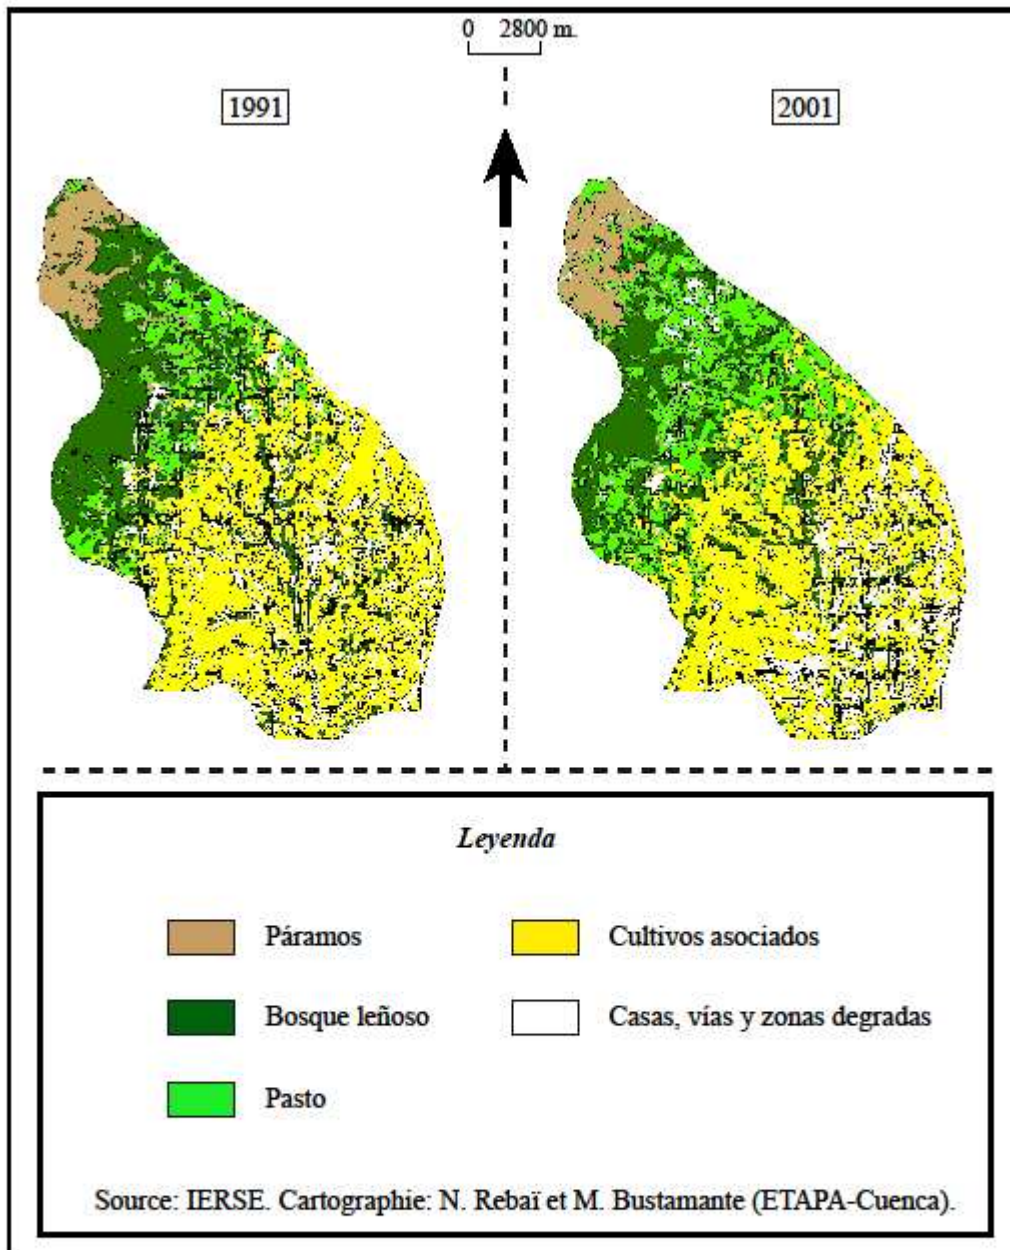 0 2800 m.
1991 2001
Leyenda
Páramos Cultivos asociados
Bosque leñoso Casas, vías y zonas degradas
Pasto
Source: IERSE. Cartographie: N. Rebaï et M. Bustamante (ETAPA-Cuenca).